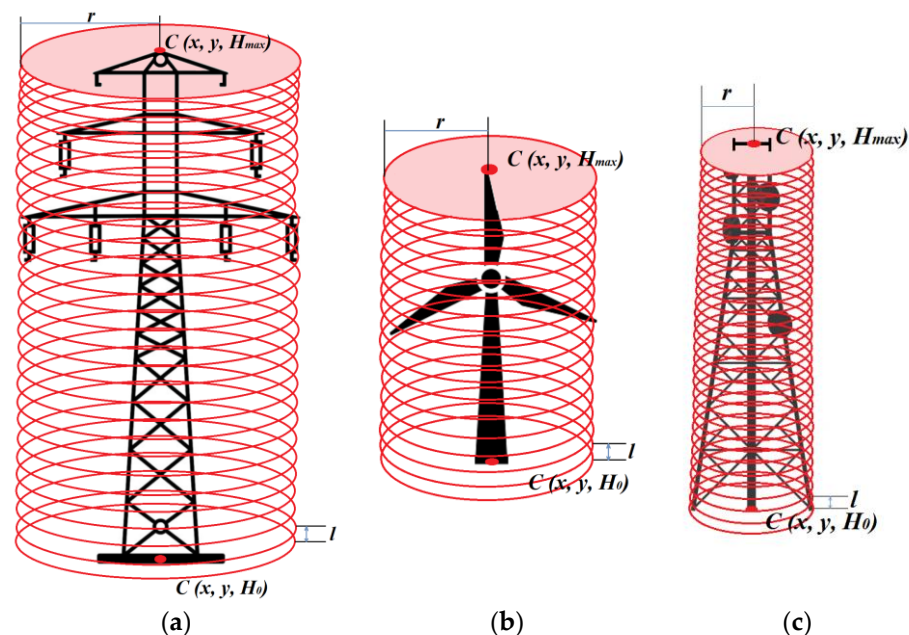 r
C (x, y, Hmax)
l
C (x, y, H0)
(a)
r
C (x, y, Hmax)
l
C (x, y, H0)
(b)
r
C (x, y, Hmax)
l
C (x, y, H0)
(c)